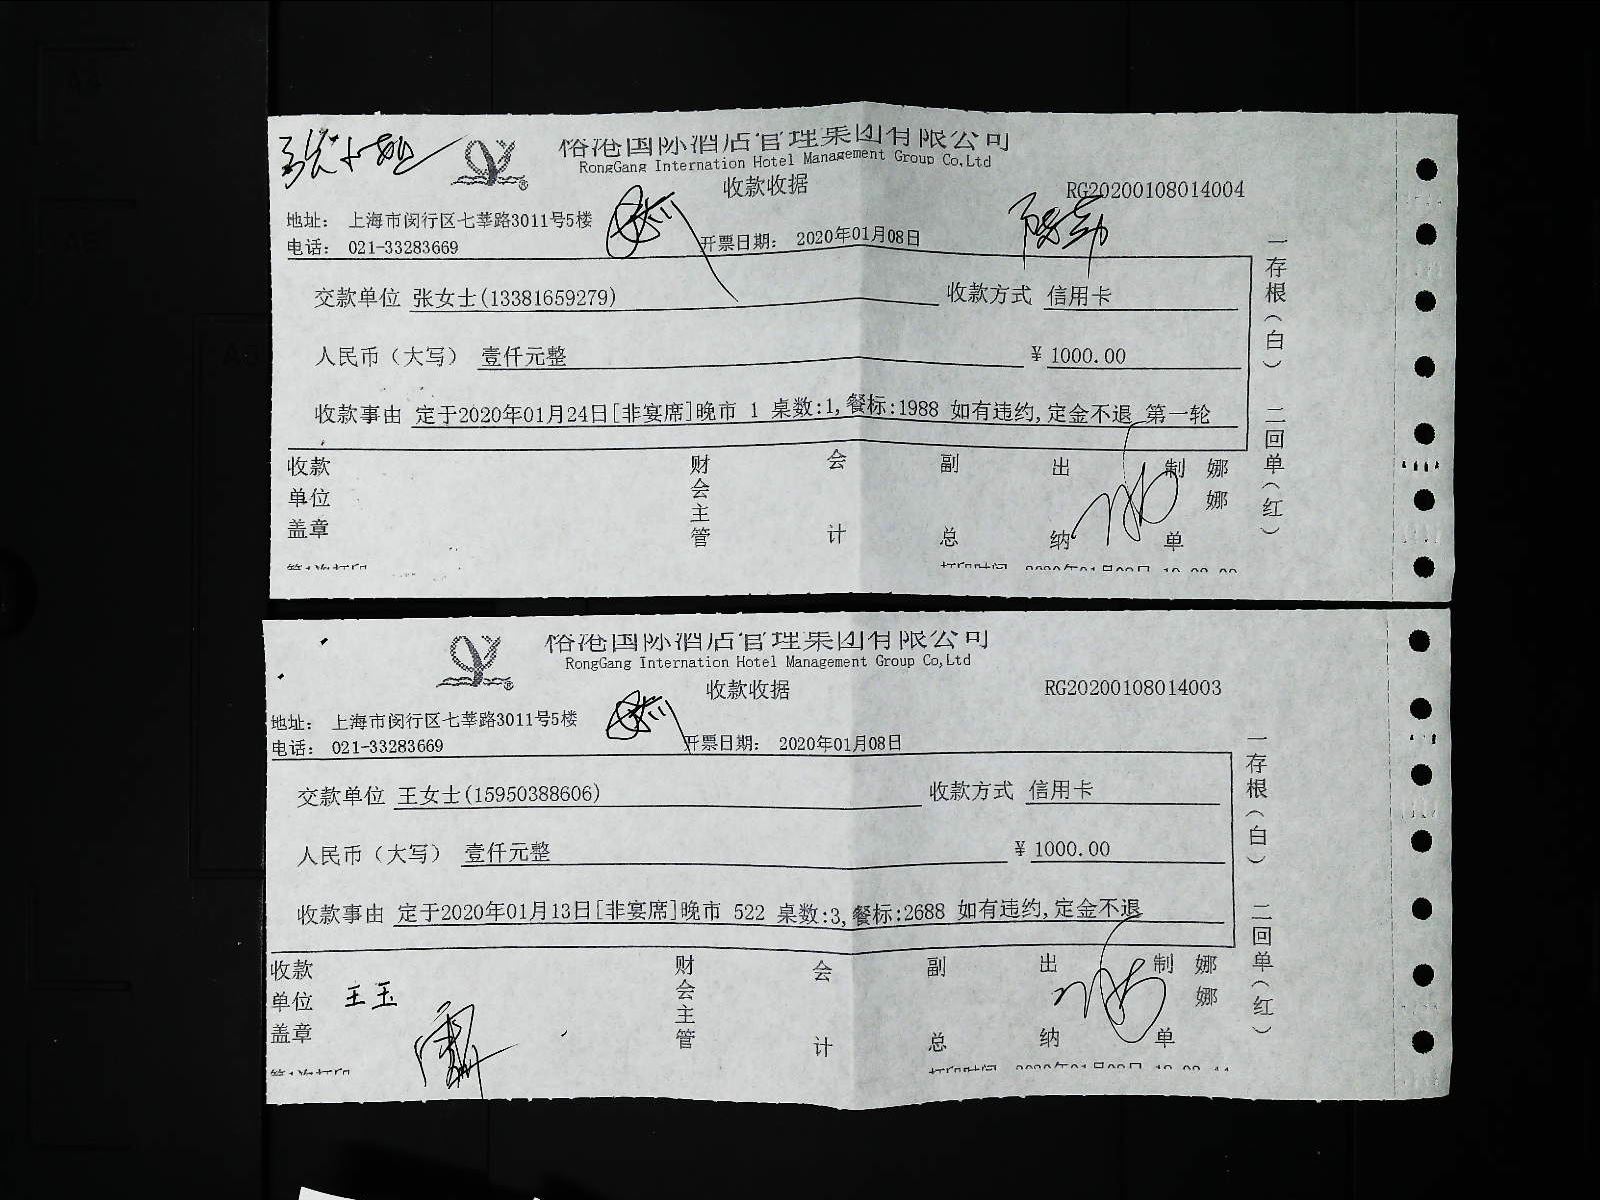 裕港国际酒店管理集团有限公司
RongGang Internation Hotel Management Group Co,Ltd
收款收据
RG20200108014004
地址： 上海市闵行区七莘路3011号5楼
电话： 021-33283669
开票日期： 2020年01月08日
交款单位 张女士(13381659279) 收款方式 信用卡
人民币（大写） 壹仟元整 ¥ 1000.00
收款事由 定于2020年01月24日[非宴席]晚市 1 桌数:1,餐标:1988 如有违约,定金不退 第一轮
收款单位盖章 财会主管 会计 副总 出纳 制单 娜娜
一存根（白） 二回单（红）
第1次打印
裕港国际酒店管理集团有限公司
RongGang Internation Hotel Management Group Co,Ltd
收款收据
RG20200108014003
地址： 上海市闵行区七莘路3011号5楼
电话： 021-33283669
开票日期： 2020年01月08日
交款单位 王女士(15950388606) 收款方式 信用卡
人民币（大写） 壹仟元整 ¥ 1000.00
收款事由 定于2020年01月13日[非宴席]晚市 522 桌数:3,餐标:2688 如有违约,定金不退
收款单位盖章 王玉 财会主管 会计 副总 出纳 制单 娜娜
一存根（白） 二回单（红）
第1次打印